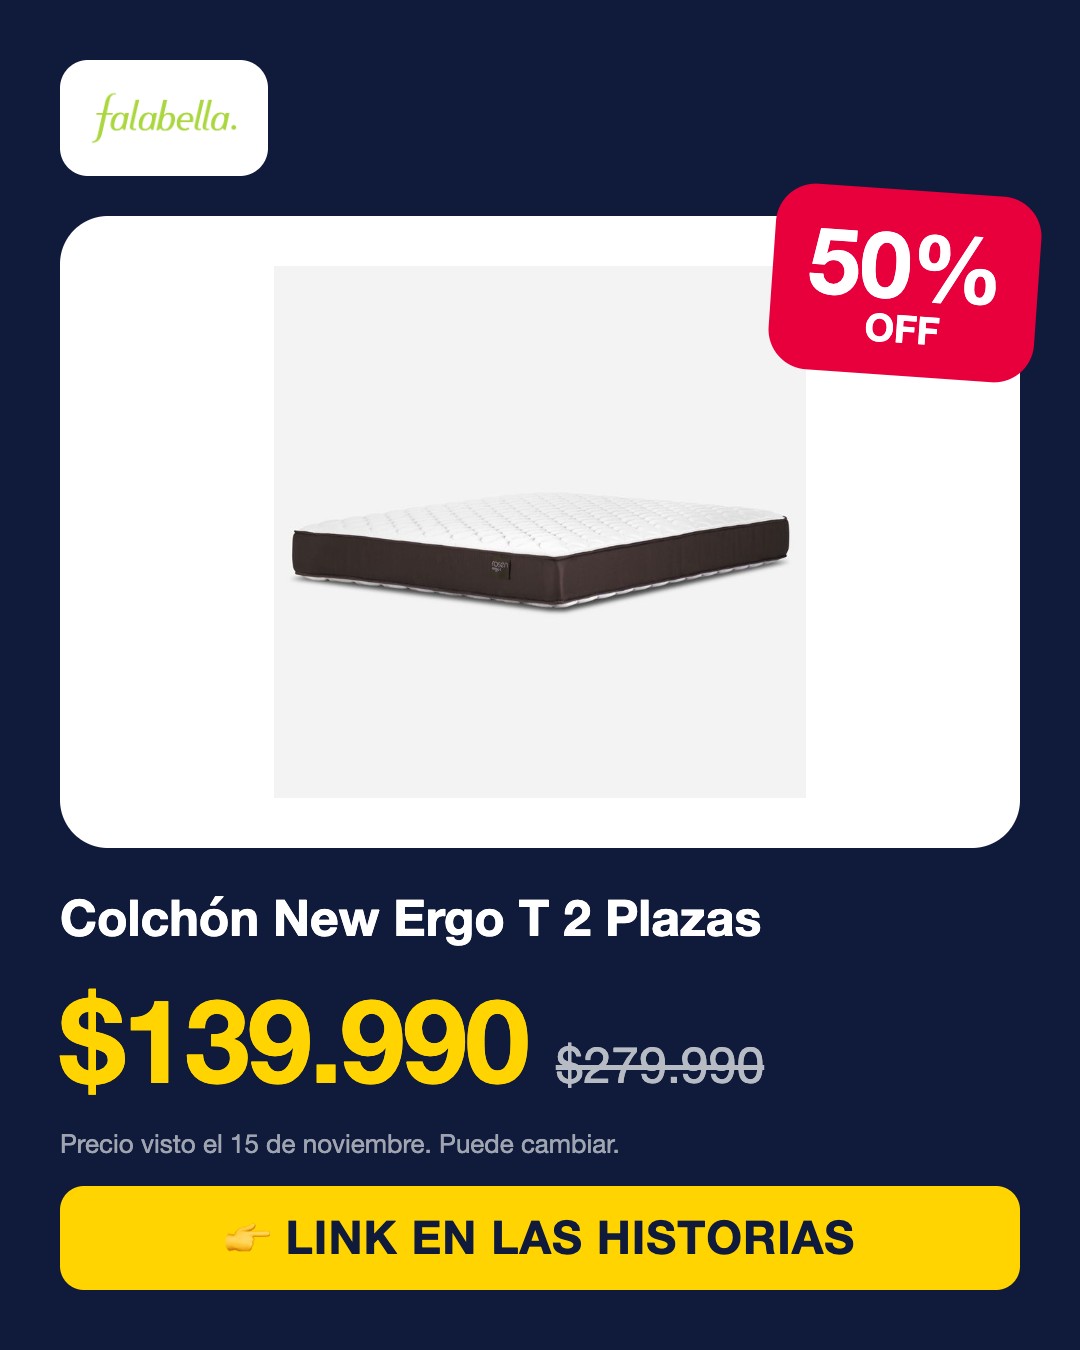 falabella.
50%
OFF
rosen
Colchón New Ergo T 2 Plazas
$139.990 $279.990
Precio visto el 15 de noviembre. Puede cambiar.
👉 LINK EN LAS HISTORIAS